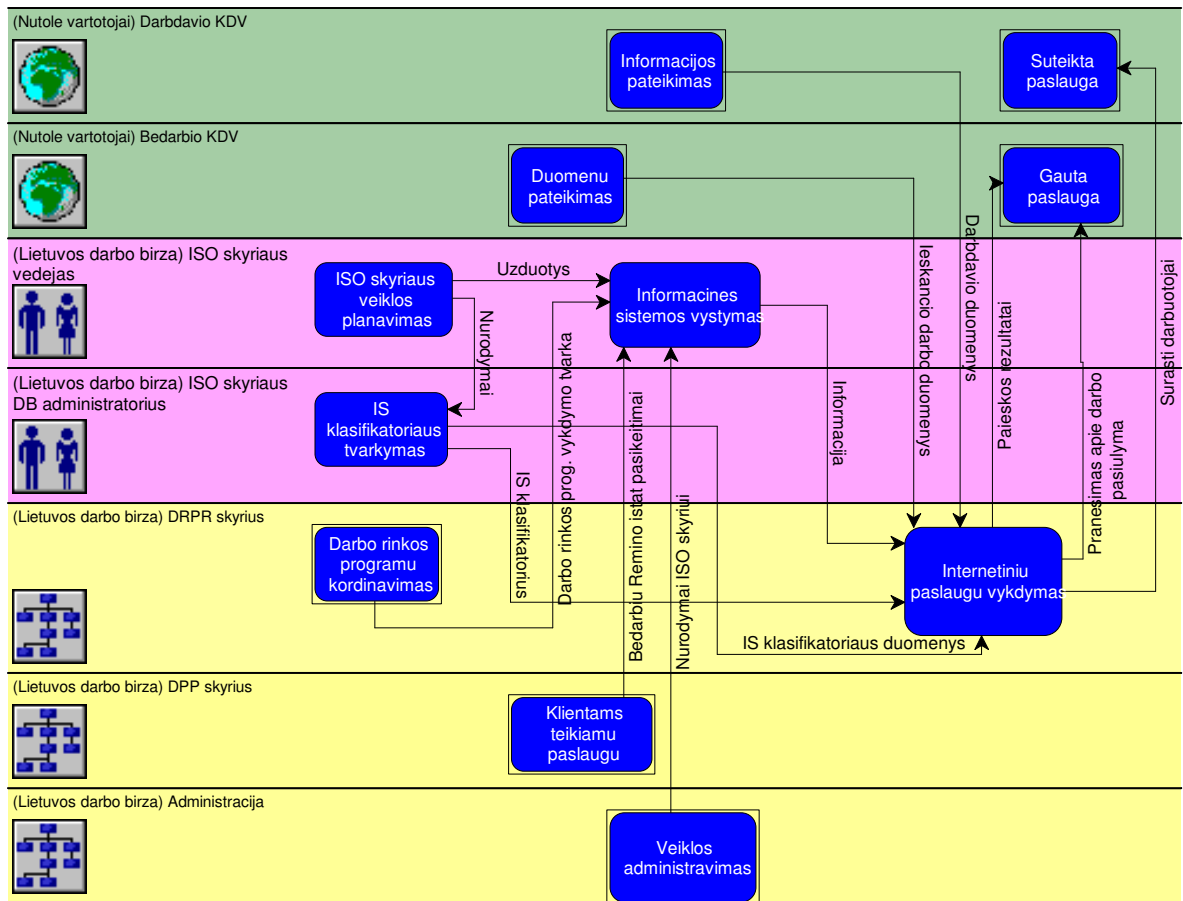 (Nutole vartotojai) Darbdavio KDV
Informacijos
pateikimas
Suteikta
paslauga
(Nutole vartotojai) Bedarbio KDV
Duomenu
pateikimas
Gauta
paslauga
(Lietuvos darbo birza) ISO skyriaus
vedejas
ISO skyriaus
veiklos
planavimas
Uzduotys
Informacines
sistemos vystymas
Nurodymai
Darbo rinkos prog. vykdymo tvarka
Ieskancio darbo duomenys
Darbdavio duomenys
Paieskos rezultatai
Surasti darbuotojai
(Lietuvos darbo birza) ISO skyriaus
DB administratorius
IS
klasifikatoriaus
tvarkymas
Bedarbiu Remino istat pasikeitimai
Nurodymai ISO skyriui
Informacija
Pranesimas apie darbo
pasiulyma
IS klasifikatorius
(Lietuvos darbo birza) DRPR skyrius
Darbo rinkos
programu
kordinavimas
Internetiniu
paslaugu vykdymas
IS klasifikatoriaus duomenys
(Lietuvos darbo birza) DPP skyrius
Klientams
teikiamu
paslaugu
(Lietuvos darbo birza) Administracija
Veiklos
administravimas